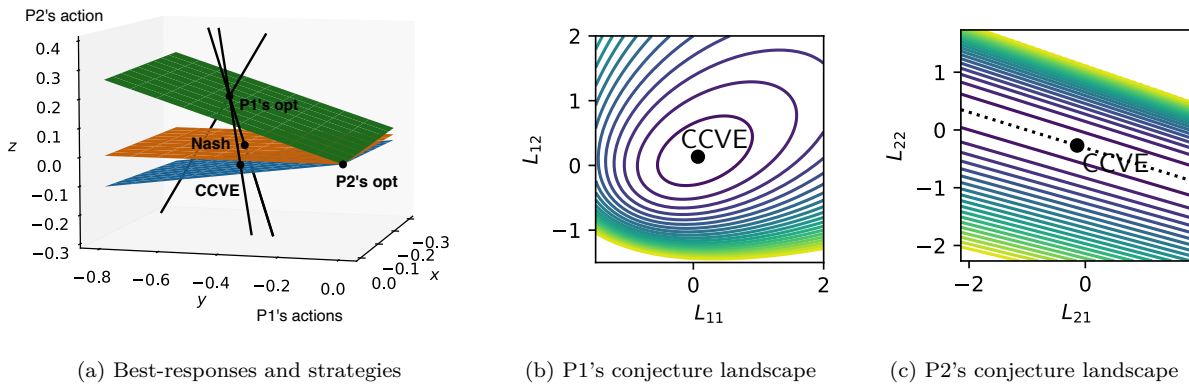 P2's action
0.4
0.3
0.2
0.1
0.0
−0.1
−0.2
−0.3
z
P1's opt
Nash
CCVE
P2's opt
−0.8
−0.6
−0.4
−0.2
0.0
y
0.0
−0.1
−0.2
−0.3
x
P1's actions
(a) Best-responses and strategies
2
1
0
−1
L12
CCVE
0
2
L11
(b) P1's conjecture landscape
1
0
−1
−2
L22
CCVE
−2
0
L21
(c) P2's conjecture landscape